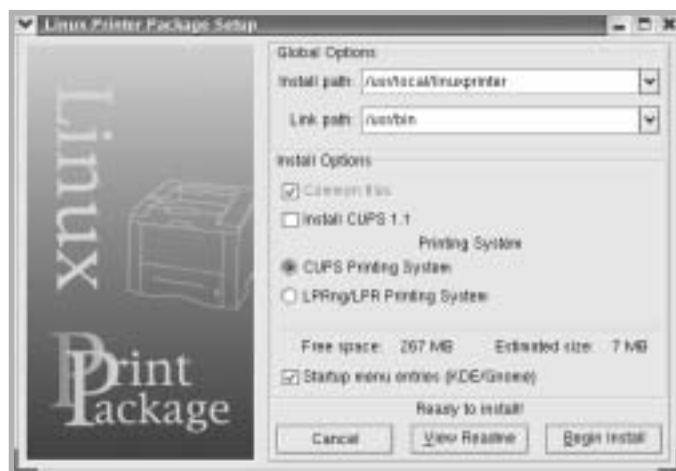 Linux Printer Package Setup
Linux
Print
Package
Global Options
Install path: /usr/local/linuxprinter
Link path: /usr/bin
Install Options
Common files
Install CUPS 1.1
Printing System
CUPS Printing System
LPRng/LPR Printing System
Free space: 267 MB Estimated size: 7 MB
Startup menu entries (KDE/Gnome)
Ready to install!
Cancel View Readme Begin Install